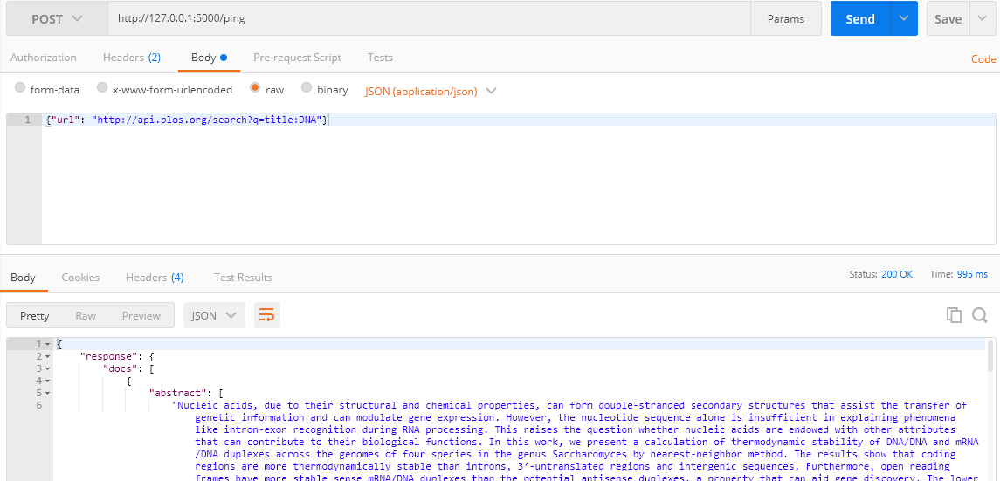 POST http://127.0.0.1:5000/ping Params Send Save
Authorization Headers (2) Body Pre-request Script Tests Code
form-data x-www-form-urlencoded raw binary JSON (application/json)
1 {"url": "http://api.plos.org/search?q=title:DNA"}
Body Cookies Headers (4) Test Results Status: 200 OK Time: 995 ms
Pretty Raw Preview JSON
1 {
2 "response": {
3 "docs": [
4 {
5 "abstract": [
6 "Nucleic acids, due to their structural and chemical properties, can form double-stranded secondary structures that assist the transfer of
genetic information and can modulate gene expression. However, the nucleotide sequence alone is insufficient in explaining phenomena
like intron-exon recognition during RNA processing. This raises the question whether nucleic acids are endowed with other attributes
that can contribute to their biological functions. In this work, we present a calculation of thermodynamic stability of DNA/DNA and mRNA
/DNA duplexes across the genomes of four species in the genus Saccharomyces by nearest-neighbor method. The results show that coding
regions are more thermodynamically stable than introns, 3′-untranslated regions and intergenic sequences. Furthermore, open reading
frames have more stable sense mRNA/DNA duplexes than the potential antisense duplexes, a property that can aid gene discovery. The lower